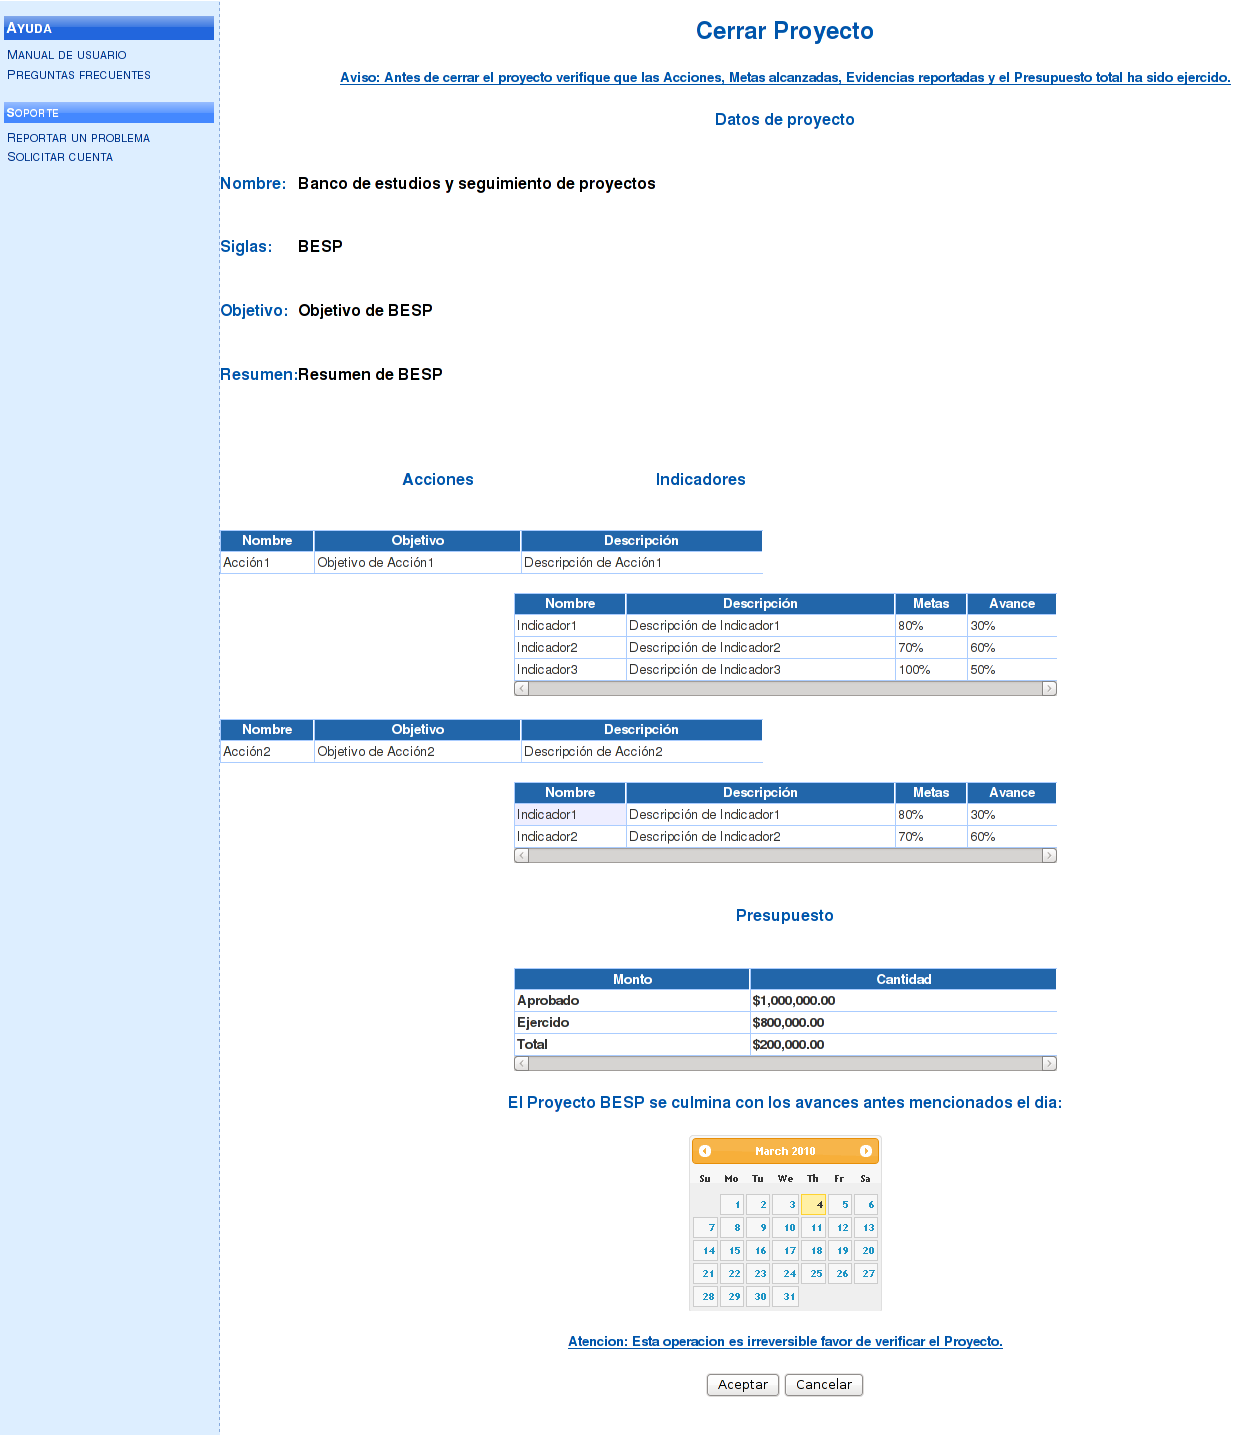 AYUDA
MANUAL DE USUARIO
PREGUNTAS FRECUENTES
SOPORTE
REPORTAR UN PROBLEMA
SOLICITAR CUENTA
Cerrar Proyecto
Aviso: Antes de cerrar el proyecto verifique que las Acciones, Metas alcanzadas, Evidencias reportadas y el Presupuesto total ha sido ejercido.
Datos de proyecto
Nombre: Banco de estudios y seguimiento de proyectos
Siglas: BESP
Objetivo: Objetivo de BESP
Resumen: Resumen de BESP
Acciones Indicadores
Nombre Objetivo Descripción
Acción1 Objetivo de Acción1 Descripción de Acción1
Nombre Descripción Metas Avance
Indicador1 Descripción de Indicador1 80% 30%
Indicador2 Descripción de Indicador2 70% 60%
Indicador3 Descripción de Indicador3 100% 50%
Nombre Objetivo Descripción
Acción2 Objetivo de Acción2 Descripción de Acción2
Nombre Descripción Metas Avance
Indicador1 Descripción de Indicador1 80% 30%
Indicador2 Descripción de Indicador2 70% 60%
Presupuesto
Monto Cantidad
Aprobado $1,000,000.00
Ejercido $800,000.00
Total $200,000.00
El Proyecto BESP se culmina con los avances antes mencionados el dia:
March 2010
Su Mo Tu We Th Fr Sa
1 2 3 4 5 6
7 8 9 10 11 12 13
14 15 16 17 18 19 20
21 22 23 24 25 26 27
28 29 30 31
Atencion: Esta operacion es irreversible favor de verificar el Proyecto.
Aceptar Cancelar